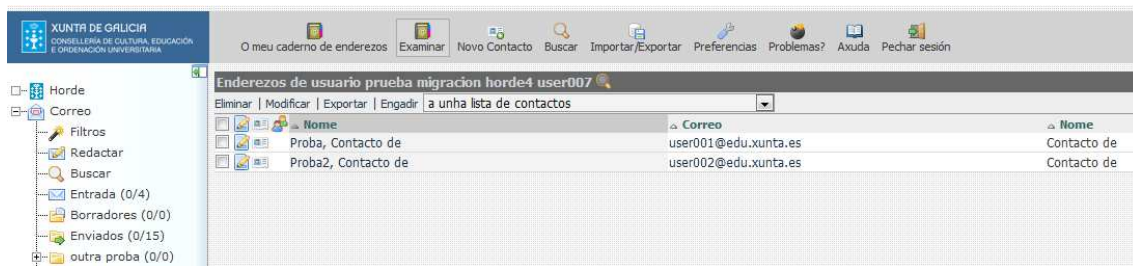 XUNTA DE GALICIA
CONSELLERÍA DE CULTURA, EDUCACIÓN
E ORDENACIÓN UNIVERSITARIA
O meu caderno de enderezos Examinar Novo Contacto Buscar Importar/Exportar Preferencias Problemas? Axuda Pechar sesión
Horde
Correo
Filtros
Redactar
Buscar
Entrada (0/4)
Borradores (0/0)
Enviados (0/15)
outra proba (0/0)
Enderezos de usuario prueba migracion horde4 user007
Eliminar | Modificar | Exportar | Engadir a unha lista de contactos
Nome Correo Nome
Proba, Contacto de user001@edu.xunta.es Contacto de
Proba2, Contacto de user002@edu.xunta.es Contacto de